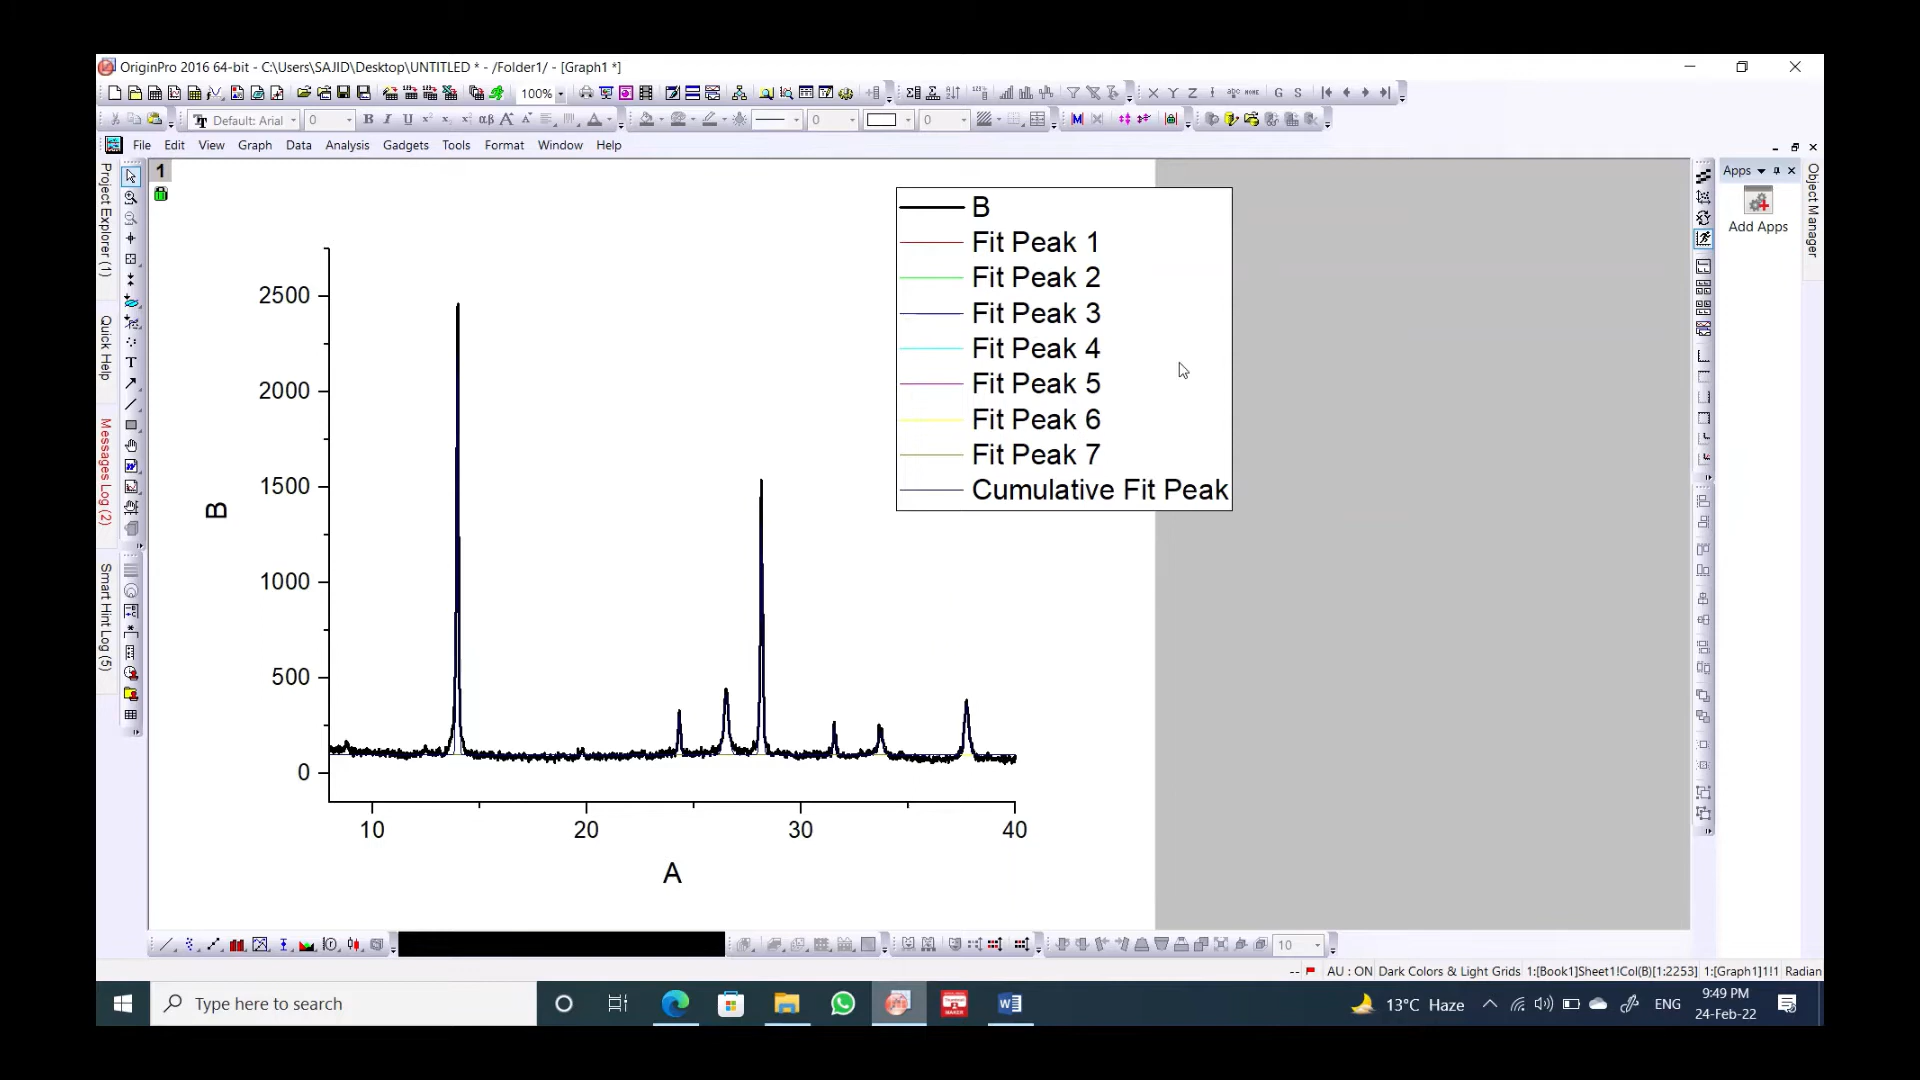 OriginPro 2016 64-bit - C:\Users\SAJID\Desktop\UNTITLED * - /Folder1/ - [Graph1 *]
100%
X Y Z
G S
Default: Arial 0 B I U
0
0
File Edit View Graph Data Analysis Gadgets Tools Format Window Help
1
Project Explorer (1)
Quick Help
Messages Log (2)
Smart Hint Log (5)
B
Fit Peak 1
Fit Peak 2
Fit Peak 3
Fit Peak 4
Fit Peak 5
Fit Peak 6
Fit Peak 7
Cumulative Fit Peak
2500
2000
1500
1000
500
0
B
10 20 30 40
A
Apps
Add Apps
Object Manager
10
-- AU : ON Dark Colors & Light Grids 1:[Book1]Sheet1!Col(B)[1:2253] 1:[Graph1]1!1 Radian
Type here to search
13°C Haze
ENG
9:49 PM
24-Feb-22